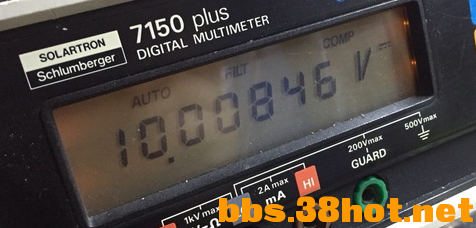 SOLARTRON
Schlumberger
7150 plus
DIGITAL MULTIMETER
AUTO FILT COMP
10.00846 V
500Vmax
200Vmax
GUARD
2A max
HI
mA
1kV max
bbs.38hot.net